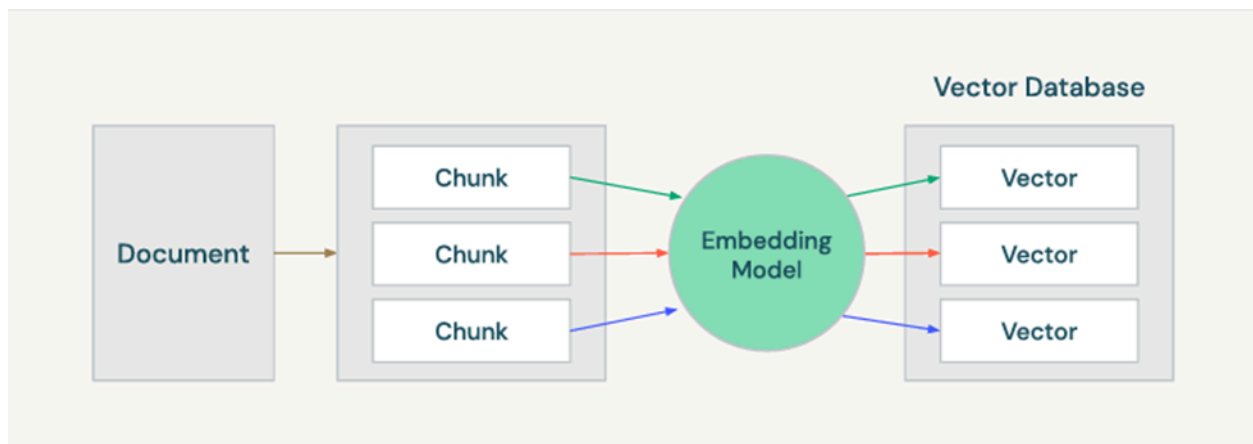 Vector Database
Document
Chunk
Chunk
Chunk
Embedding
Model
Vector
Vector
Vector